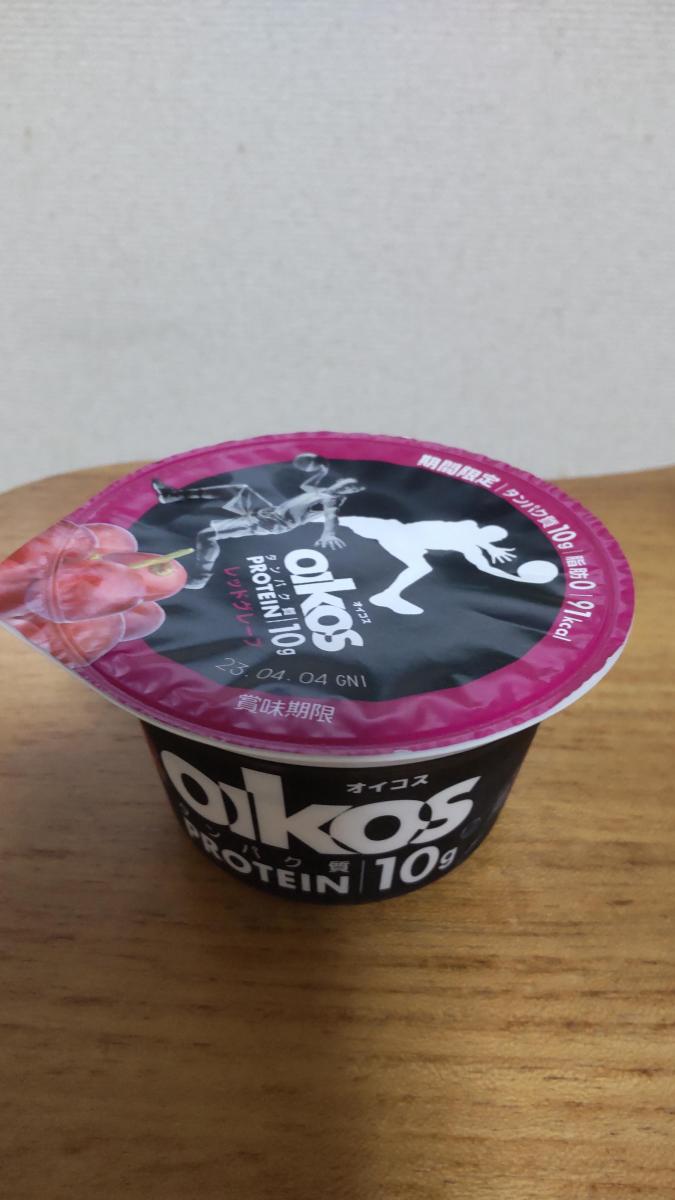 期間限定 | タンパク質10g | 脂肪0 | 91kcal
オイコス
oikos
タンパク質
PROTEIN | 10g
レッドグレープ
23.04.04 GNI
賞味期限
オイコス
oikos
タンパク質
PROTEIN | 10g